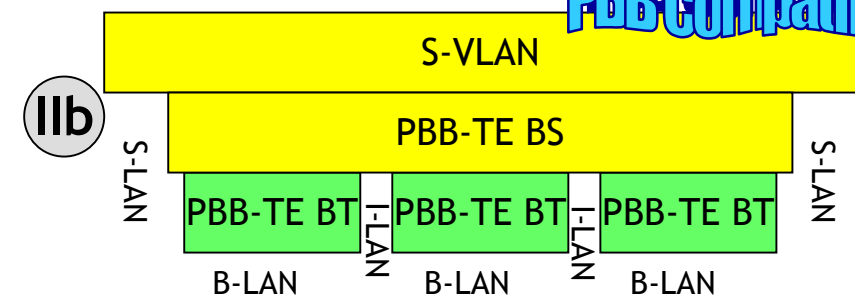 PBB
S-VLAN
IIb
PBB-TE BS
S-LAN
S-LAN
PBB-TE BT
I-LAN
PBB-TE BT
I-LAN
PBB-TE BT
B-LAN
B-LAN
B-LAN